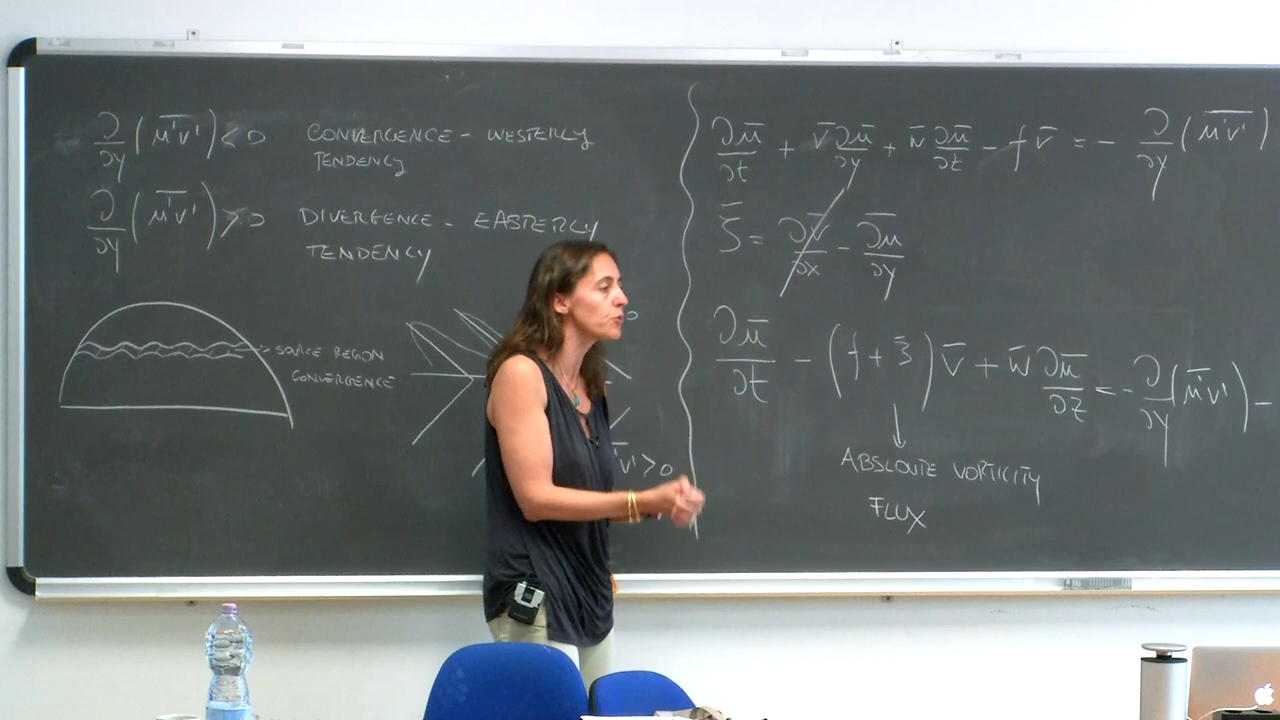 ∂/∂y (u̅'̅v̅'̅) < 0 CONVERGENCE - WESTERLY
TENDENCY
∂/∂y (u̅'̅v̅'̅) > 0 DIVERGENCE - EASTERLY
TENDENCY
SOURCE REGION
CONVERGENCE
'v' > 0
∂u̅/∂t + v̅ ∂u̅/∂y + w̅ ∂u̅/∂t - f v̅ = - ∂/∂y (u̅'̅v̅'̅)
ζ̅ = ∂v̅/∂x - ∂u̅/∂y
∂u̅/∂t - (f + ζ̅) v̅ + w̅ ∂u̅/∂z = - ∂/∂y (u̅'̅v̅'̅) -
ABSOLUTE VORTICITY
FLUX